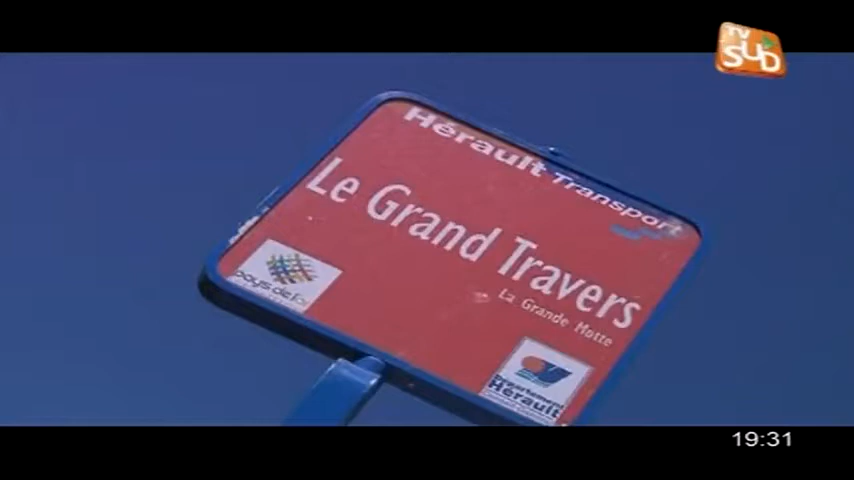 TV SUD
Hérault Transport
Le Grand Travers
La Grande Motte
pays de l'or
Département
Hérault
19:31